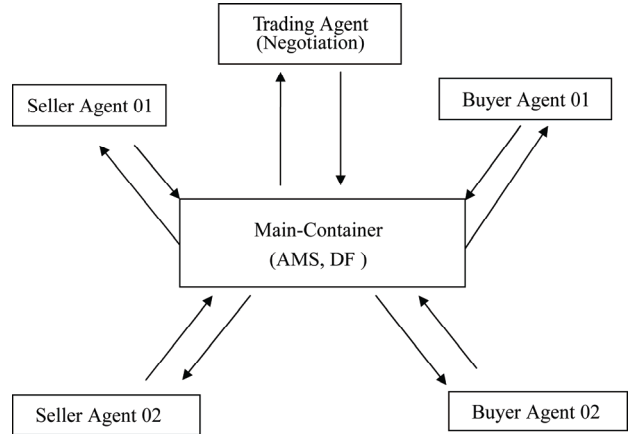 Trading Agent
(Negotiation)
Seller Agent 01
Buyer Agent 01
Main-Container
(AMS, DF )
Seller Agent 02
Buyer Agent 02